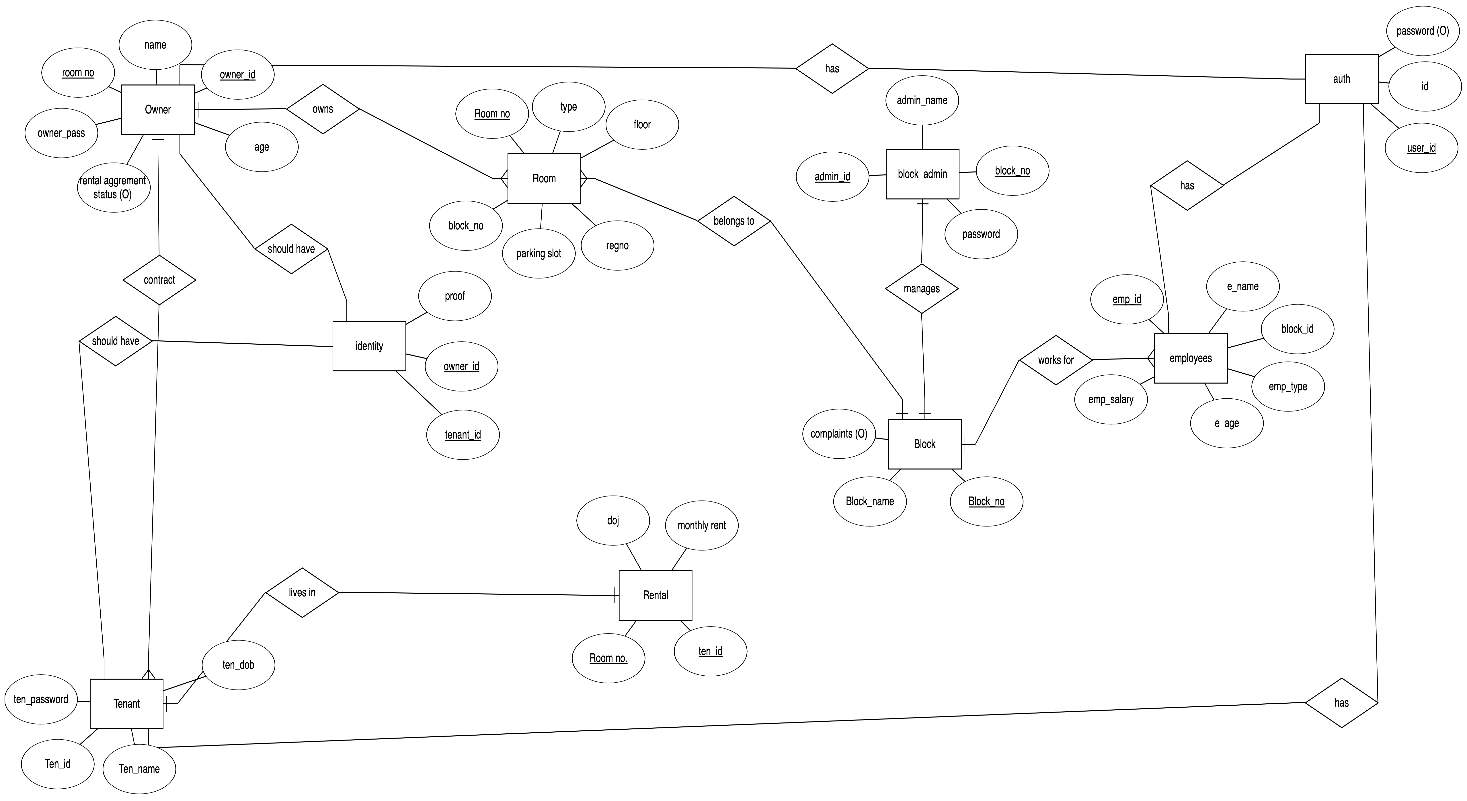 name
room no
owner_id
Owner
owner_pass
age
rental aggrement
status (O)
owns
has
password (O)
auth
id
user_id
Room no
type
floor
Room
block_no
parking slot
regno
admin_name
admin_id
block_admin
block_no
password
has
belongs to
should have
contract
manages
proof
identity
owner_id
tenant_id
should have
emp_id
e_name
block_id
works for
employees
emp_type
emp_salary
e_age
complaints (O)
Block
Block_name
Block_no
doj
monthly rent
lives in
Rental
Room no.
ten_id
ten_dob
ten_password
Tenant
Ten_id
Ten_name
has